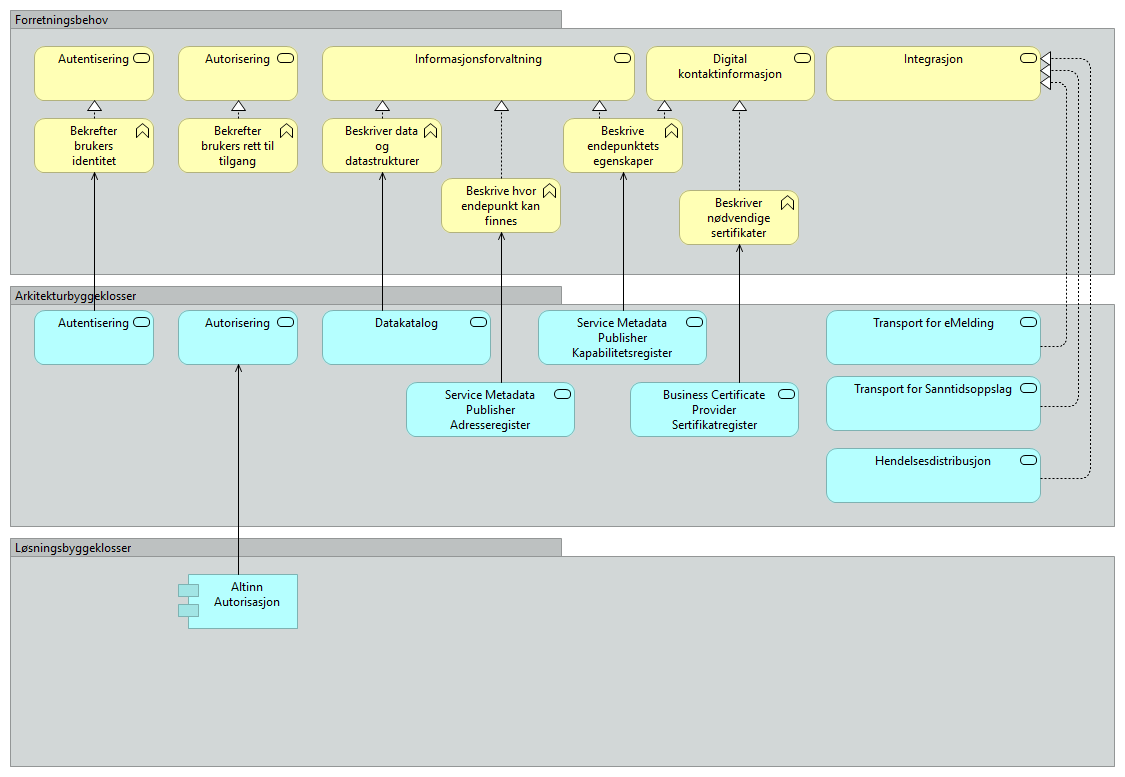 Forretningsbehov
Autentisering
Autorisering
Informasjonsforvaltning
Digital
kontaktinformasjon
Integrasjon
Bekrefter
brukers
identitet
Bekrefter
brukers rett til
tilgang
Beskriver data
og
datastrukturer
Beskrive hvor
endepunkt kan
finnes
Beskrive
endepunktets
egenskaper
Beskriver
nødvendige
sertifikater
Arkitekturbyggeklosser
Autentisering
Autorisering
Datakatalog
Service Metadata
Publisher
Kapabilitetsregister
Transport for eMelding
Service Metadata
Publisher
Adresseregister
Business Certificate
Provider
Sertifikatregister
Transport for Sanntidsoppslag
Hendelsesdistribusjon
Løsningsbyggeklosser
Altinn
Autorisasjon